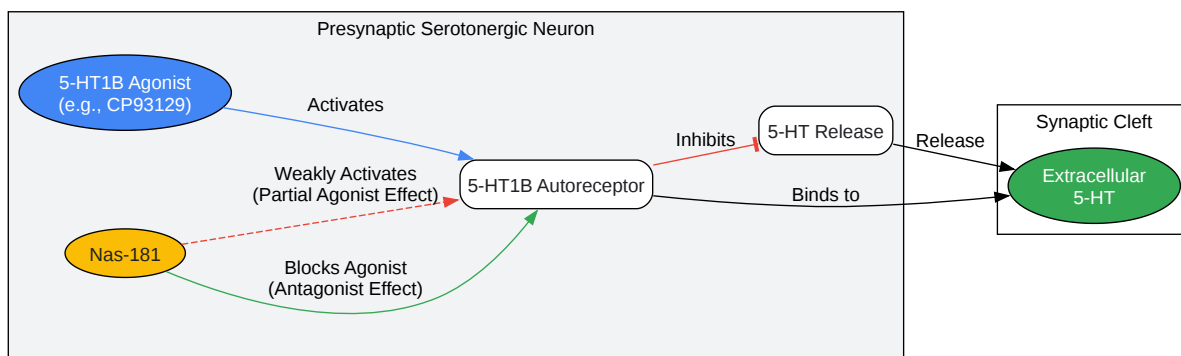 Presynaptic Serotonergic Neuron
5-HT1B Agonist
(e.g., CP93129)
Activates
Weakly Activates
(Partial Agonist Effect)
Nas-181
Blocks Agonist
(Antagonist Effect)
5-HT1B Autoreceptor
Inhibits
5-HT Release
Release
Binds to
Synaptic Cleft
Extracellular
5-HT